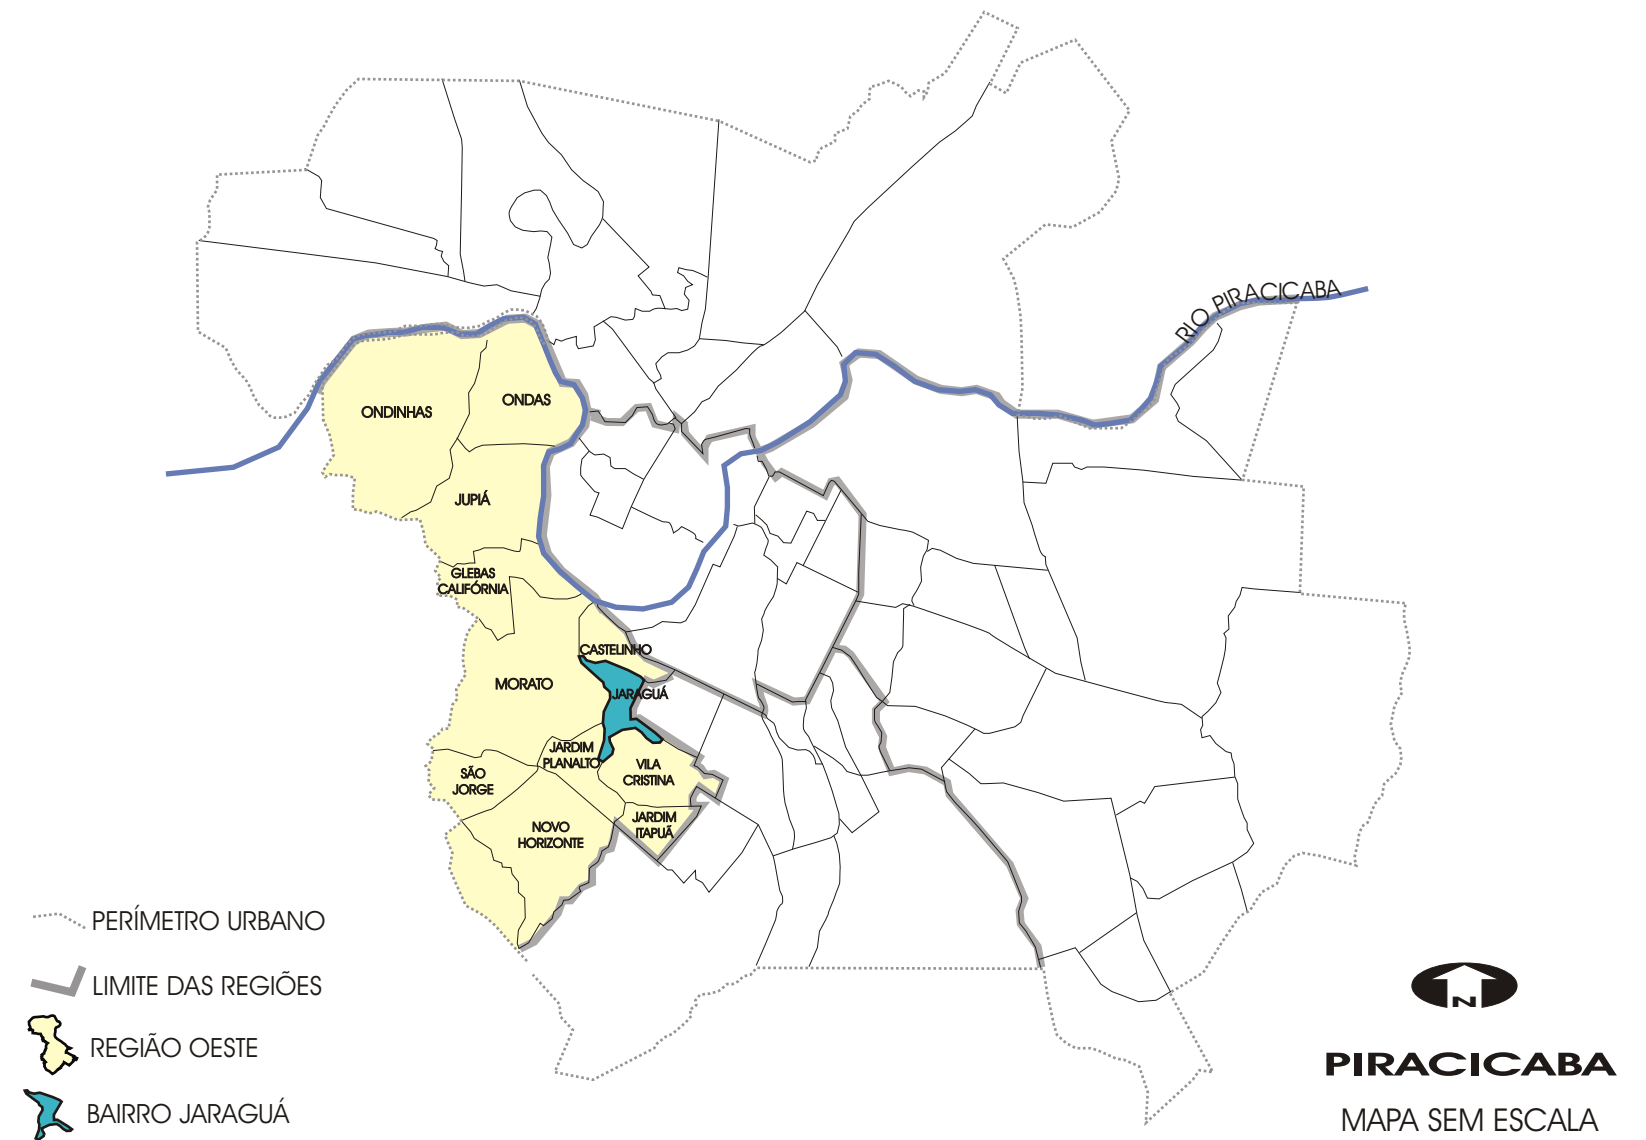 RIO PIRACICABA
ONDINHAS
ONDAS
JUPIÁ
GLEBAS
CALIFÓRNIA
CASTELINHO
MORATO
JARAGUÁ
JARDIM
PLANALTO
VILA
CRISTINA
SÃO
JORGE
JARDIM
ITAPUÃ
NOVO
HORIZONTE
PERÍMETRO URBANO
LIMITE DAS REGIÕES
REGIÃO OESTE
BAIRRO JARAGUÁ
N
PIRACICABA
MAPA SEM ESCALA